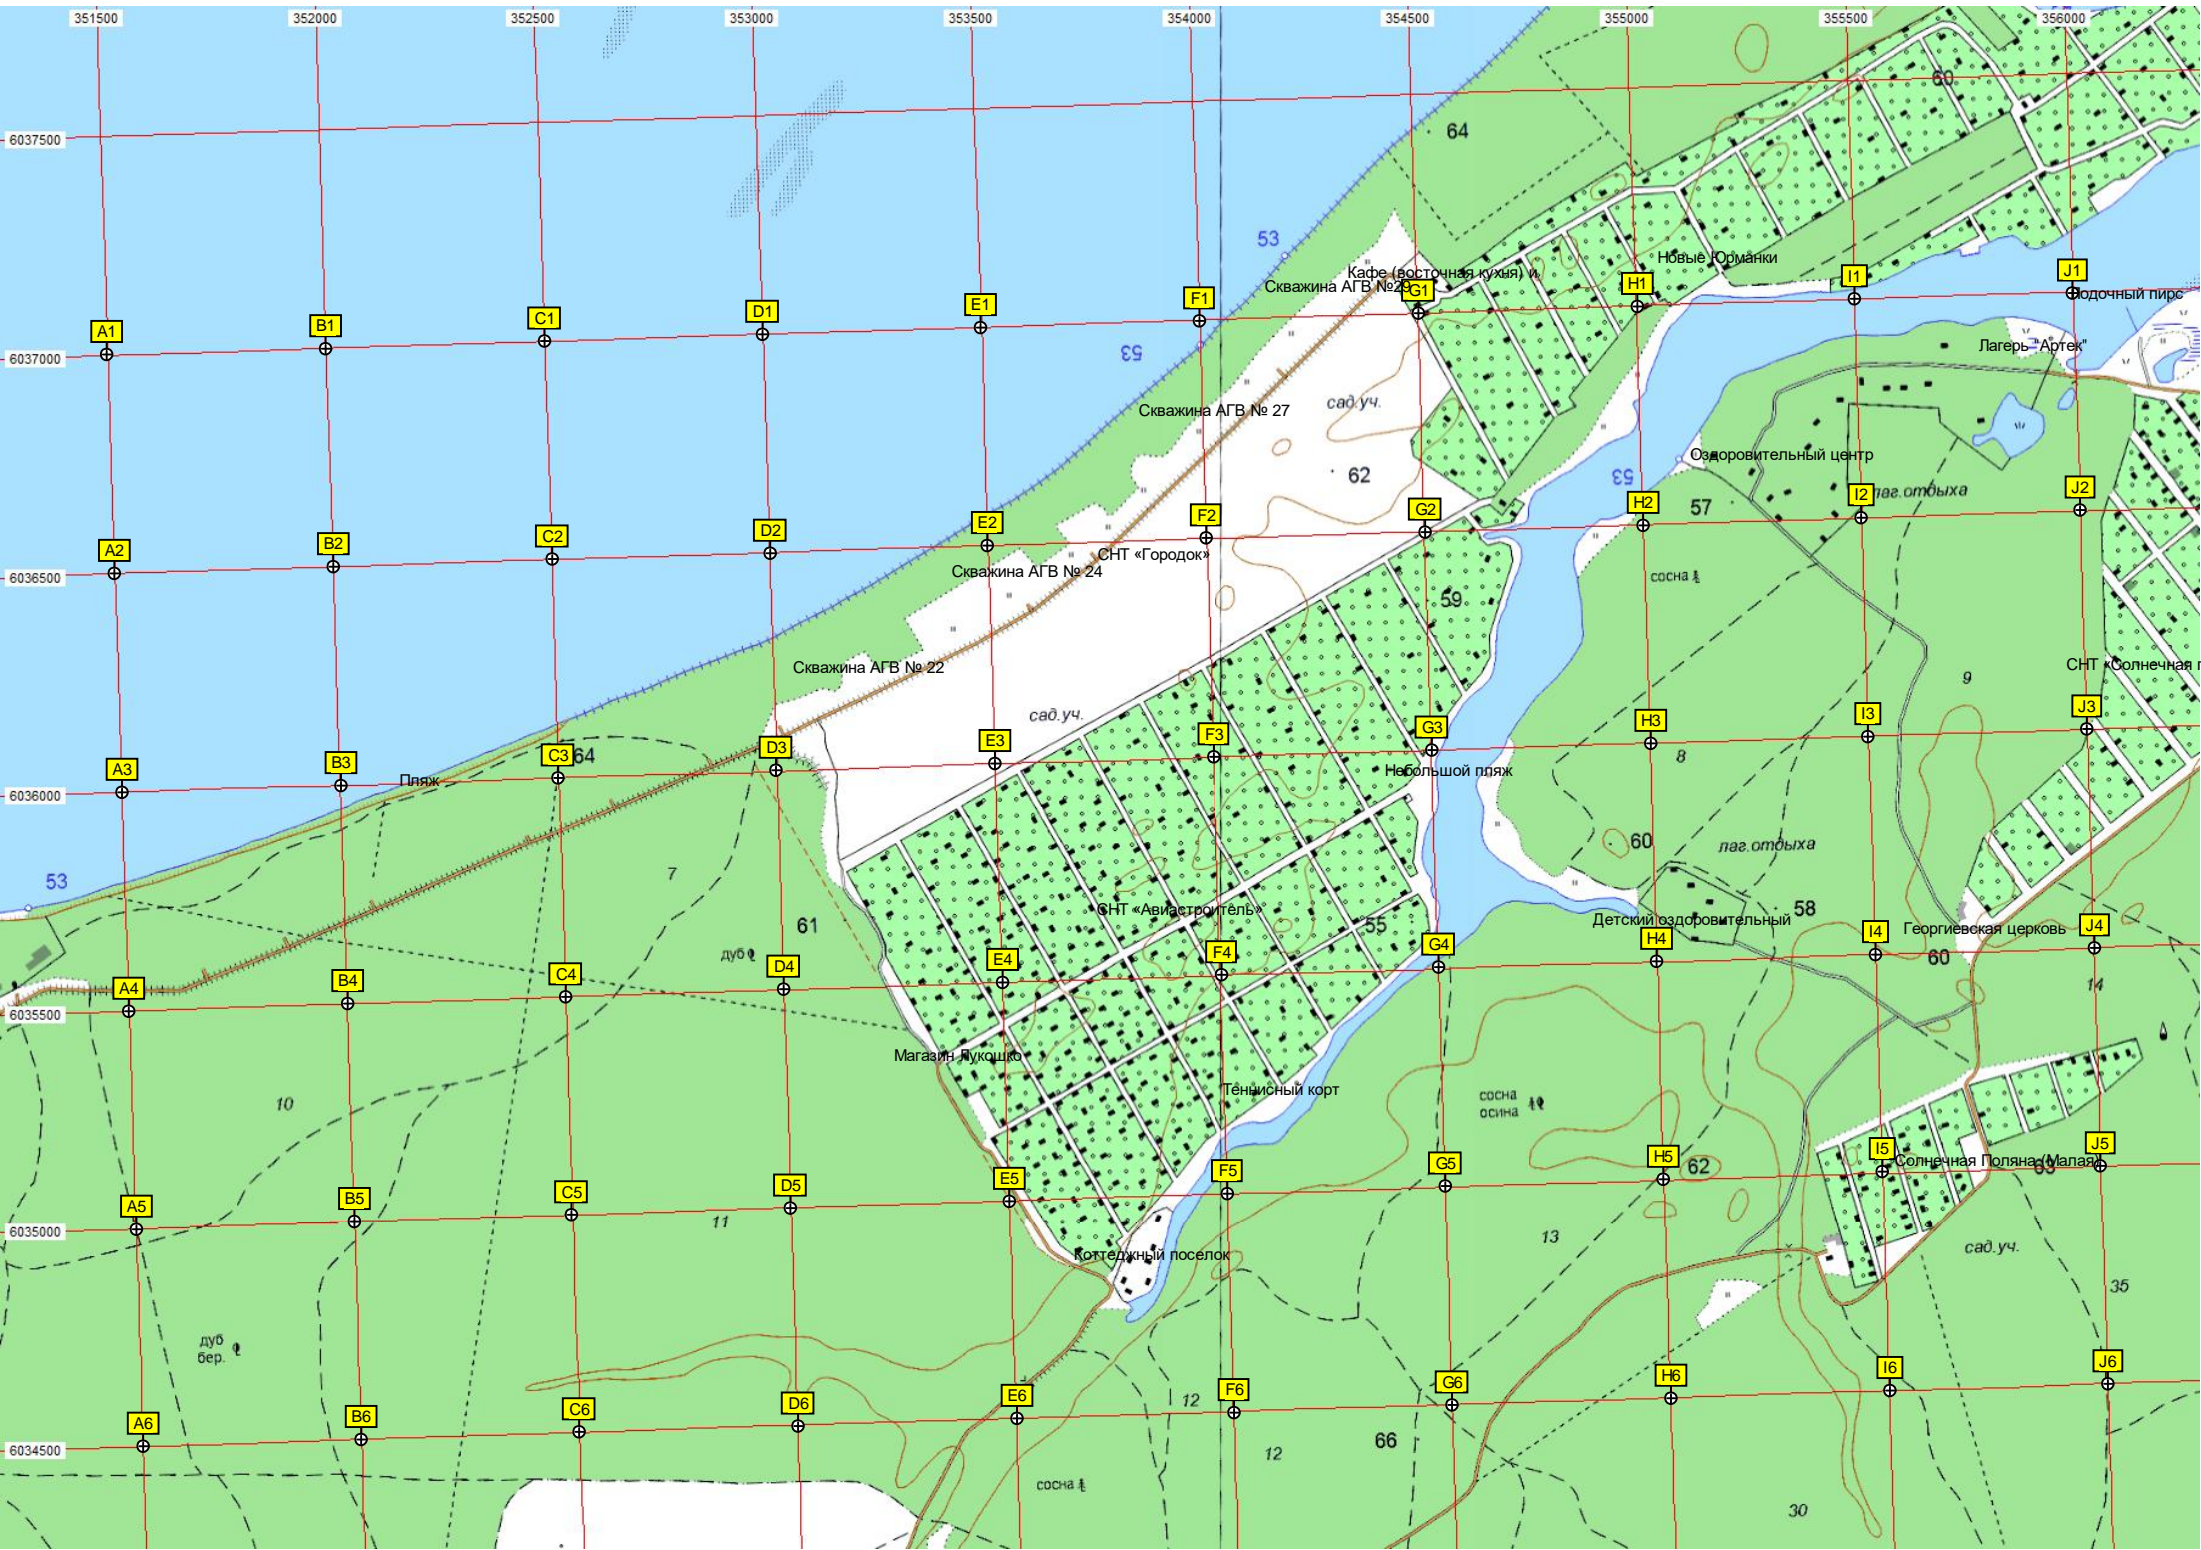 351500 352000 352500 353000 353500 354000 354500 355000 355500 356000
60
64
6037500
53
Новые Юрманки
Кафе (восточная кухня) и
Скважина АГВ №29
A1 B1 C1 D1 E1 F1 G1 H1 I1 J1
Лодочный пирс
6037000
53
Лагерь "Артек"
сад.уч.
Скважина АГВ № 27
Оздоровительный центр
62
53
лаг.отдыха
57
A2 B2 C2 D2 E2 F2 G2 H2 I2 J2
СНТ «Городок»
Скважина АГВ № 24
6036500
сосна
59
Скважина АГВ № 22
СНТ «Солнечная п
9
сад.уч.
A3 B3 C3 D3 E3 F3 G3 H3 I3 J3
64
8
Небольшой пляж
Пляж
6036000
60
лаг.отдыха
7
53
СНТ «Авиастроитель»
58
Детский оздоровительный
61
55
Георгиевская церковь
дуб
60
A4 B4 C4 D4 E4 F4 G4 H4 I4 J4
14
6035500
Магазин Лукошко
Теннисный корт
сосна
осина
10
62
Солнечная Поляна (Малая)
63
A5 B5 C5 D5 E5 F5 G5 H5 I5 J5
11
6035000
13
сад.уч.
Коттеджный поселок
35
дуб
бер.
A6 B6 C6 D6 E6 F6 G6 H6 I6 J6
12
66
6034500
12
сосна
30